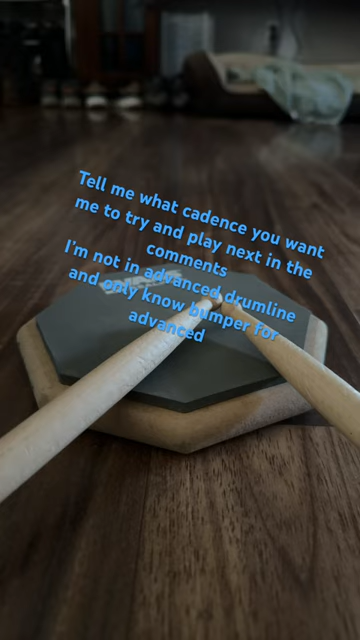 Tell me what cadence you want
me to try and play next in the
comments
I'm not in advanced drumline
and only know bumper for
advanced